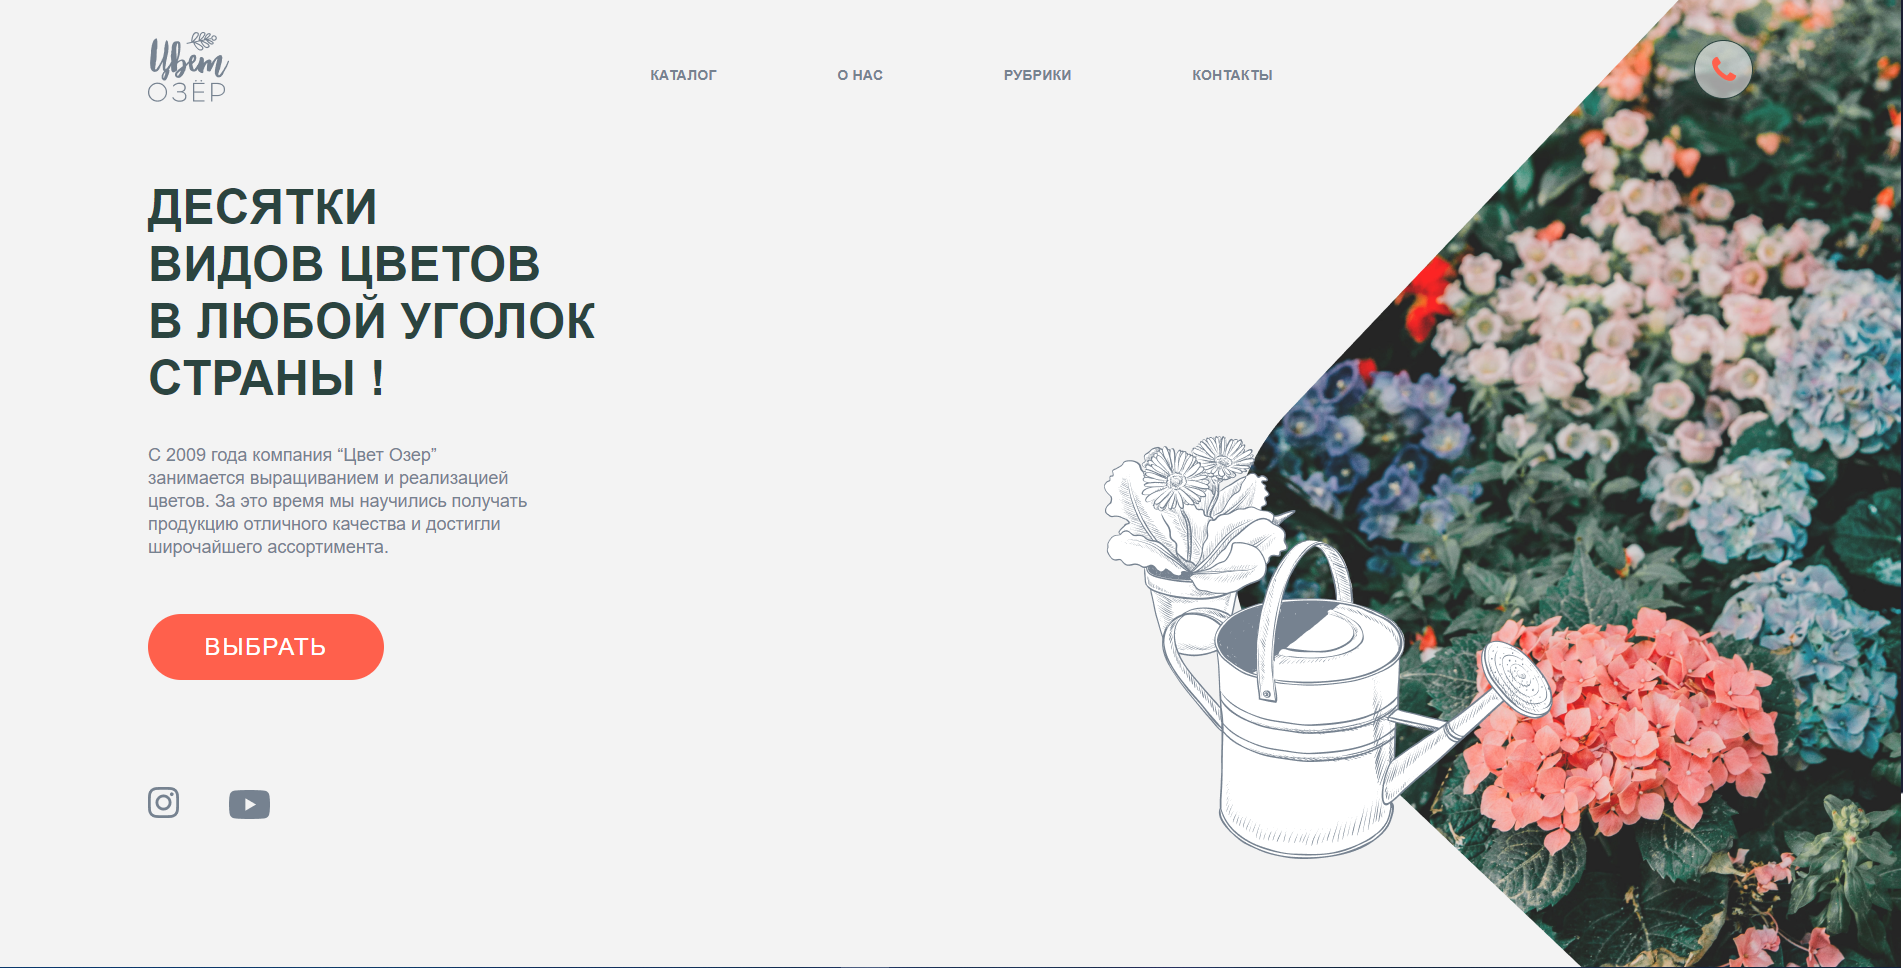 Цвет
ОЗЁР
КАТАЛОГ
О НАС
РУБРИКИ
КОНТАКТЫ
ДЕСЯТКИ
ВИДОВ ЦВЕТОВ
В ЛЮБОЙ УГОЛОК
СТРАНЫ !
С 2009 года компания “Цвет Озер”
занимается выращиванием и реализацией
цветов. За это время мы научились получать
продукцию отличного качества и достигли
широчайшего ассортимента.
ВЫБРАТЬ